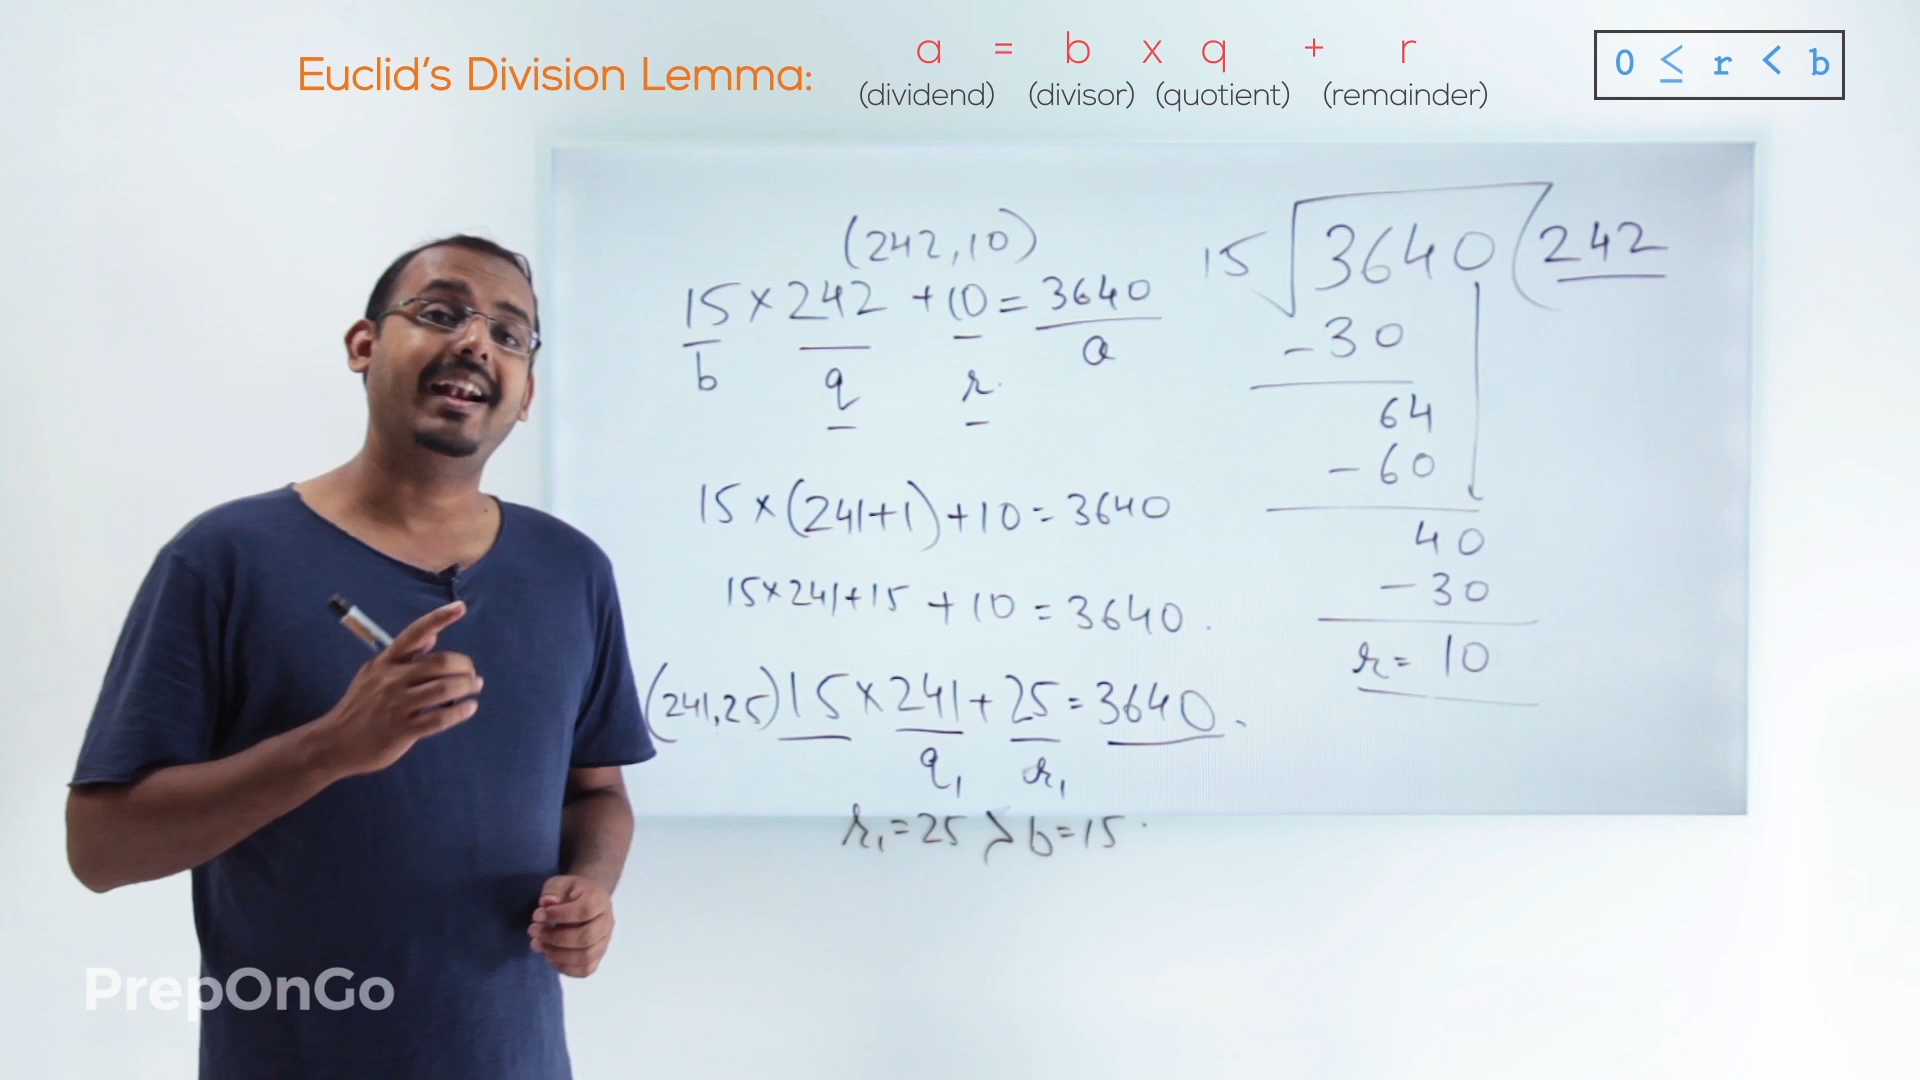 Euclid's Division Lemma:
a = b x q + r
(dividend) (divisor) (quotient) (remainder)
0 ≤ r < b
(242,10)
15 × 242 + 10 = 3640
b q r a
15 × (241+1) + 10 = 3640
15×241+15 + 10 = 3640
(241,25) 15 × 241 + 25 = 3640
q₁ r₁
r₁ = 25 > b = 15
15 3640 242
-30
64
-60
40
-30
r = 10
PrepOnGo